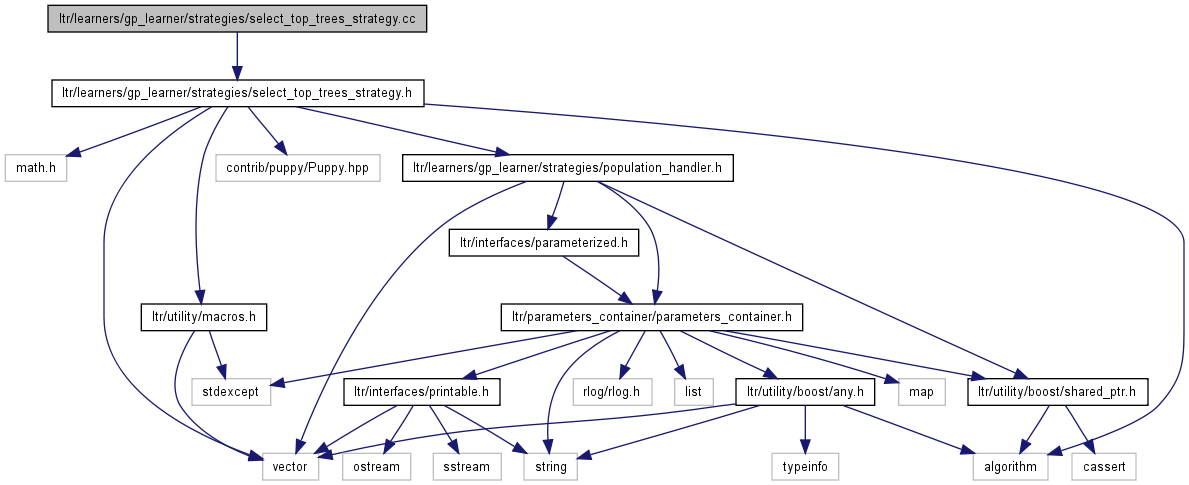 ltr/learners/gp_learner/strategies/select_top_trees_strategy.cc
ltr/learners/gp_learner/strategies/select_top_trees_strategy.h
math.h
contrib/puppy/Puppy.hpp
ltr/learners/gp_learner/strategies/population_handler.h
ltr/interfaces/parameterized.h
ltr/utility/macros.h
ltr/parameters_container/parameters_container.h
stdexcept
ltr/interfaces/printable.h
rlog/rlog.h
list
ltr/utility/boost/any.h
map
ltr/utility/boost/shared_ptr.h
vector
ostream
sstream
string
typeinfo
algorithm
cassert